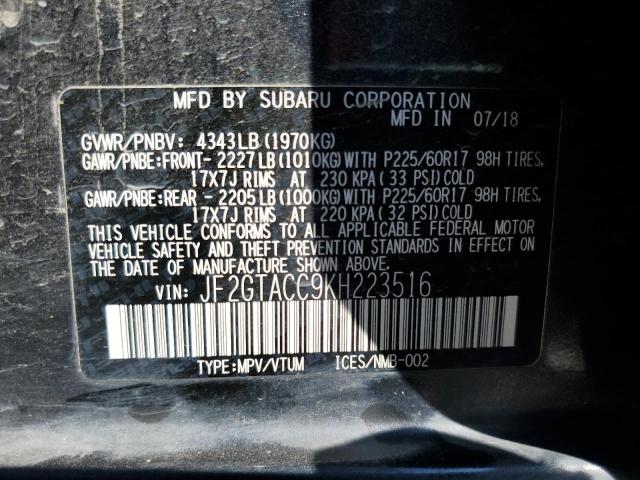 MFD BY SUBARU CORPORATION
MFD IN 07/18
GVWR/PNBV: 4343LB(1970KG)
GAWR/PNBE:FRONT-2227LB(1010KG)WITH P225/60R17 98H TIRES,
17X7J RIMS AT 230 KPA(33 PSI)COLD
GAWR/PNBE:REAR -2205LB(1000KG)WITH P225/60R17 98H TIRES,
17X7J RIMS AT 220 KPA(32 PSI)COLD
THIS VEHICLE CONFORMS TO ALL APPLICABLE FEDERAL MOTOR
VEHICLE SAFETY AND THEFT PREVENTION STANDARDS IN EFFECT ON
THE DATE OF MANUFACTURE SHOWN ABOVE.
VIN: JF2GTACC9KH223516
TYPE:MPV/VTUM ICES/NMB-002